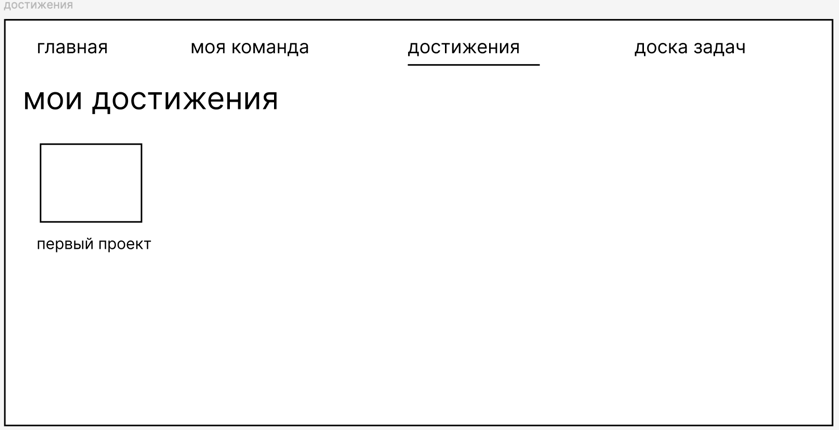 достижения
главная моя команда достижения доска задач
мои достижения
первый проект